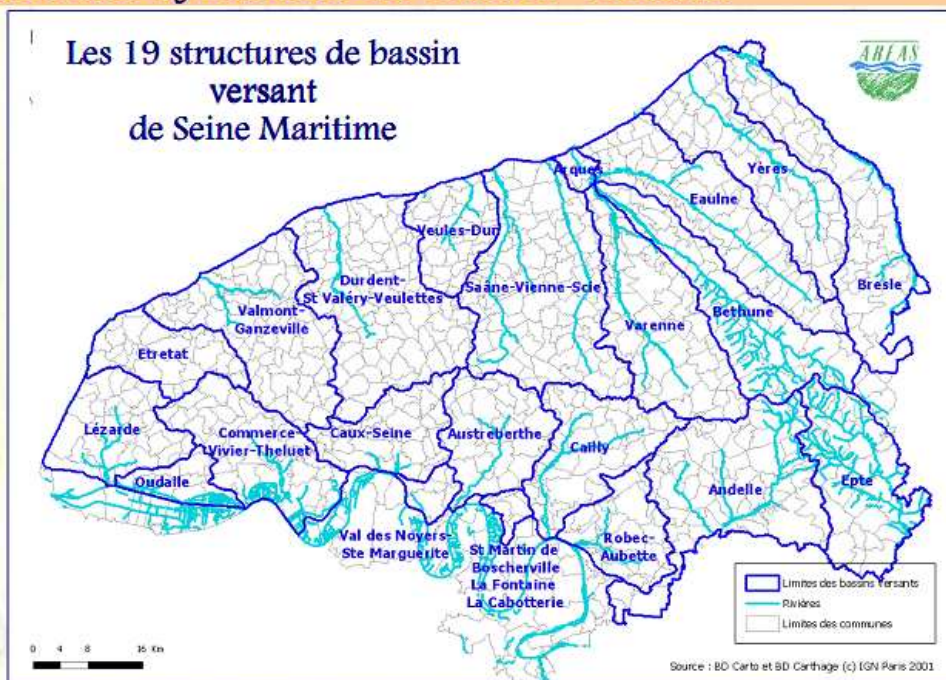 Les 19 structures de bassin
versant
de Seine Maritime
AREAS
Arques
Yères
Eaulne
Veules-Dun
Bresle
Durdent-
St Valéry-Veulettes
Saâne-Vienne-Scie
Valmont-
Ganzeville
Bethune
Varenne
Etretat
Lézarde
Commerce-
Vivier-Theluet
Caux-Seine
Austreberthe
Cailly
Oudalle
Andelle
Epte
Val des Noyers-
Ste Marguerite
Robec-
Aubette
St Martin de
Boscherville
La Fontaine
La Cabotterie
Limites des bassins versants
Rivières
Limites des communes
0 4 8 16 Km
Source : BD Carto et BD Carthage (c) IGN Paris 2001